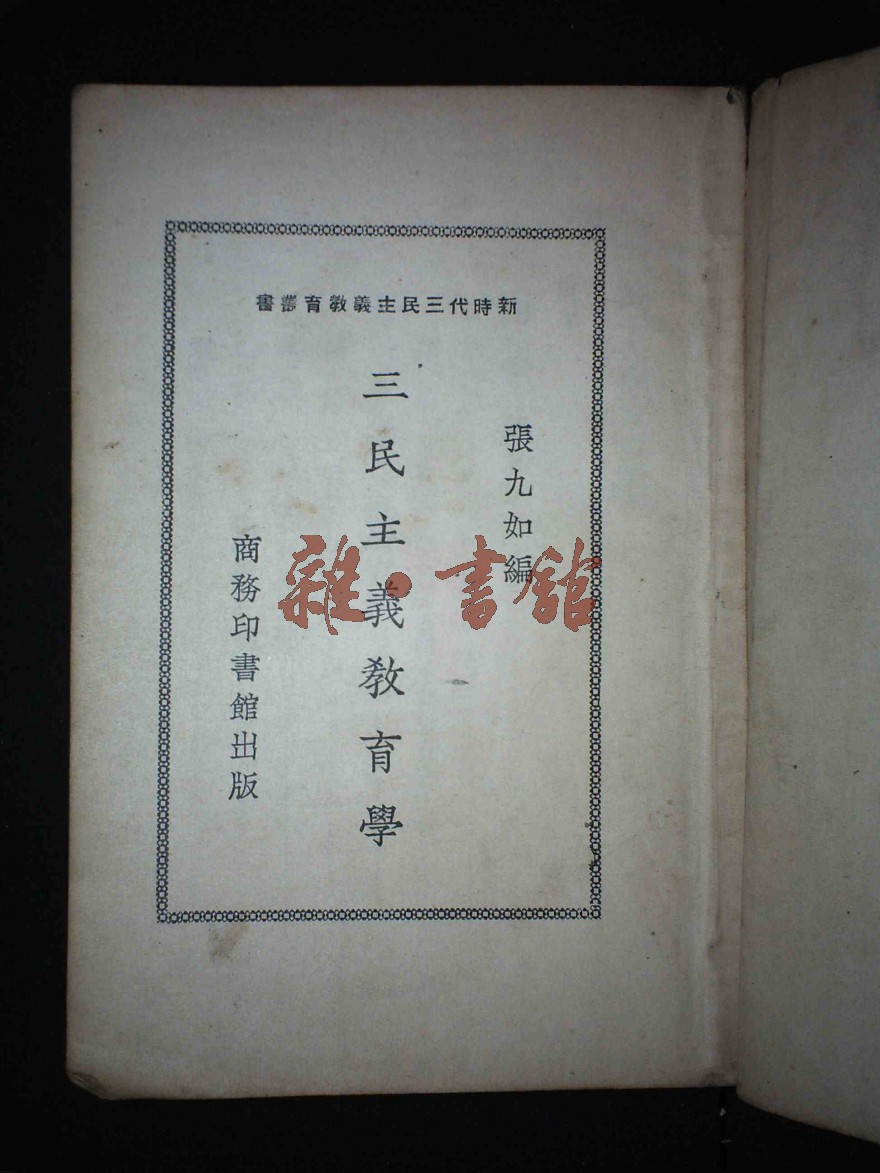 新時代三民主義教育叢書
張九如編
三民主義教育學
商務印書館出版
雜·書館